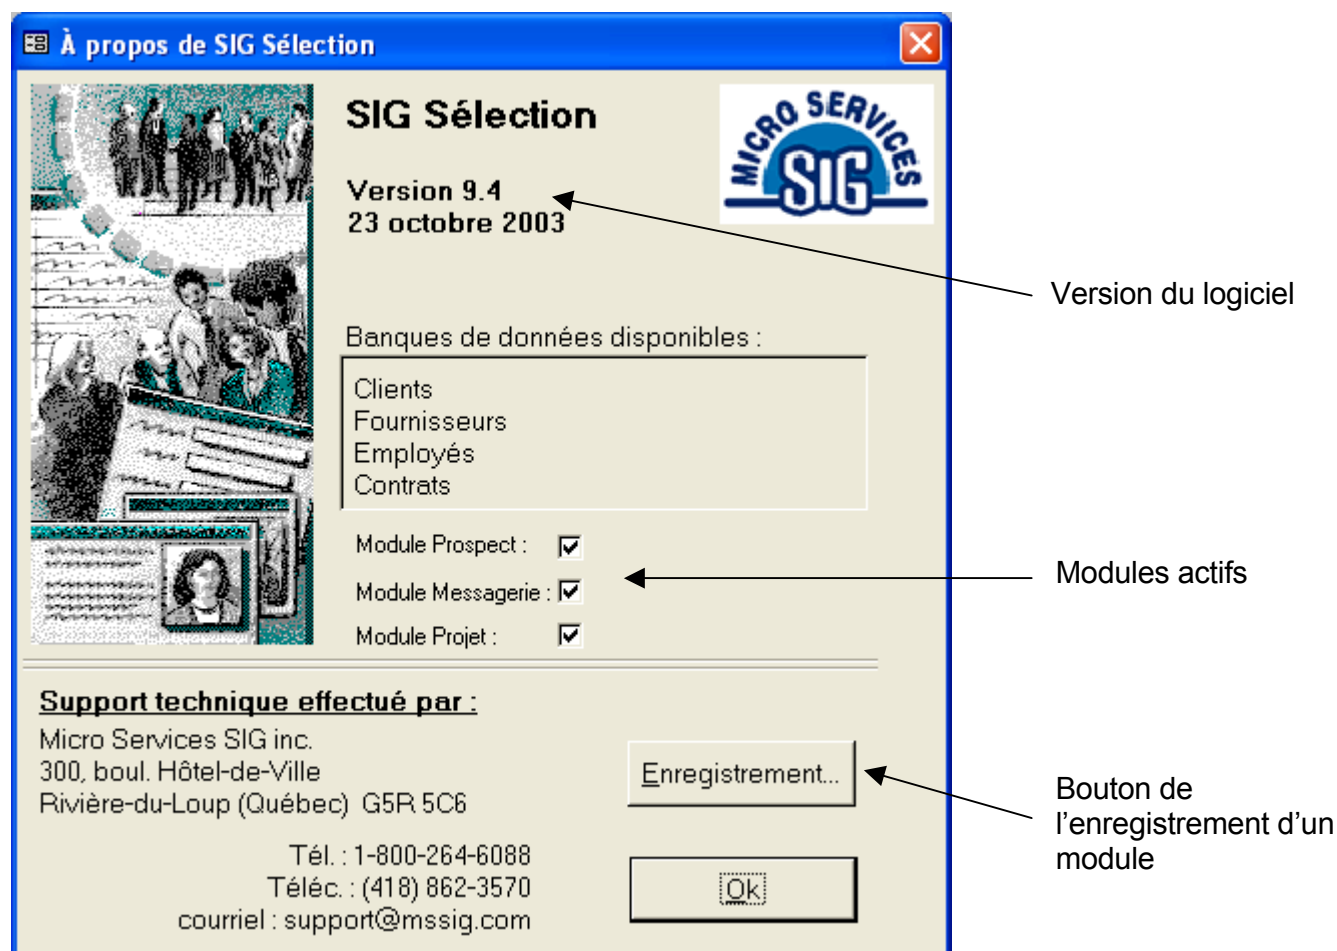 À propos de SIG Sélection
SIG Sélection
MICRO SERVICES
SIG
Version 9.4
23 octobre 2003
Version du logiciel
Banques de données disponibles :
Clients
Fournisseurs
Employés
Contrats
Module Prospect :
Module Messagerie :
Module Projet :
Modules actifs
Support technique effectué par :
Micro Services SIG inc.
300, boul. Hôtel-de-Ville
Rivière-du-Loup (Québec) G5R 5C6
Enregistrement...
Bouton de
l’enregistrement d’un
module
Tél. : 1-800-264-6088
Téléc. : (418) 862-3570
courriel : support@mssig.com
Ok